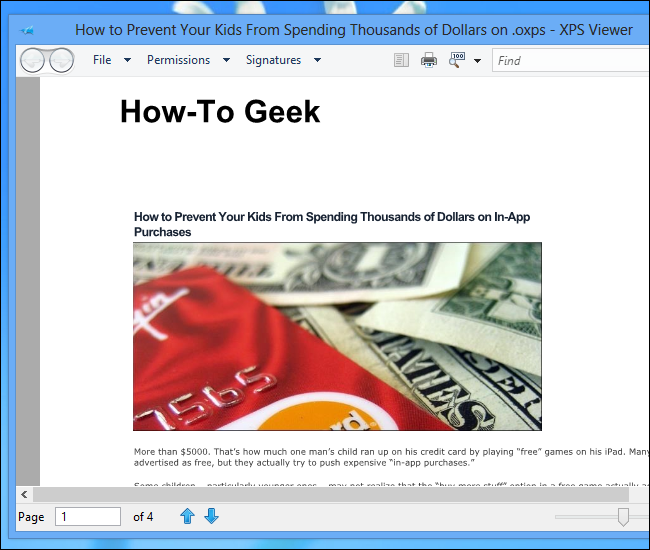 How to Prevent Your Kids From Spending Thousands of Dollars on .oxps - XPS Viewer
File Permissions Signatures 100 Find
How-To Geek
How to Prevent Your Kids From Spending Thousands of Dollars on In-App
Purchases
7565
STATES
More than $5000. That's how much one man's child ran up on his credit card by playing “free” games on his iPad. Many
advertised as free, but they actually try to push expensive “in-app purchases.”
Some children – particularly younger ones – may not realize that the “buy more stuff” option in a free game actually
Page 1 of 4